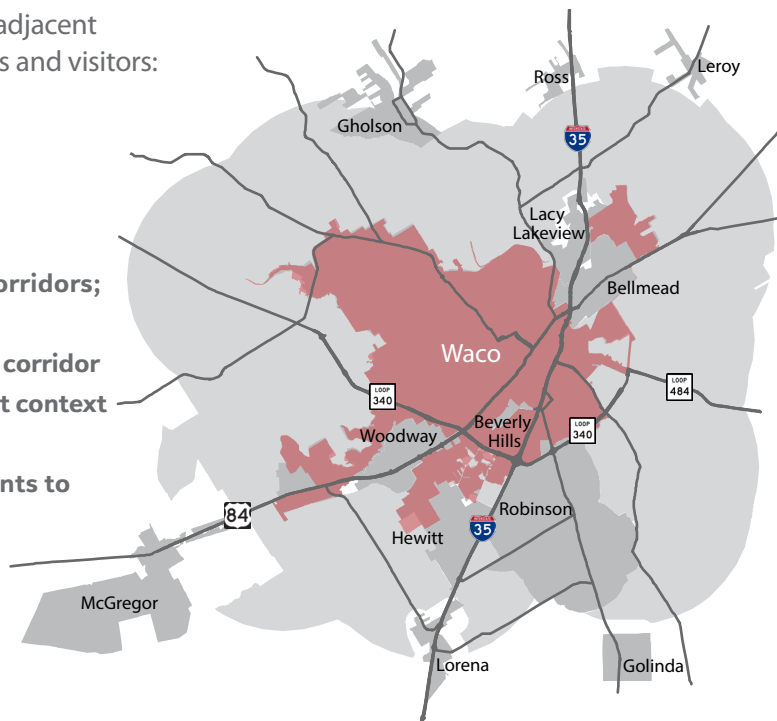 adjacent
s and visitors:
orridors;
corridor
t context
nts to
Ross
Leroy
Gholson
35
Lacy
Lakeview
Bellmead
Waco
LOOP
340
LOOP
484
Beverly
Hills
Woodway
LOOP
340
84
Robinson
Hewitt
35
McGregor
Lorena
Golinda